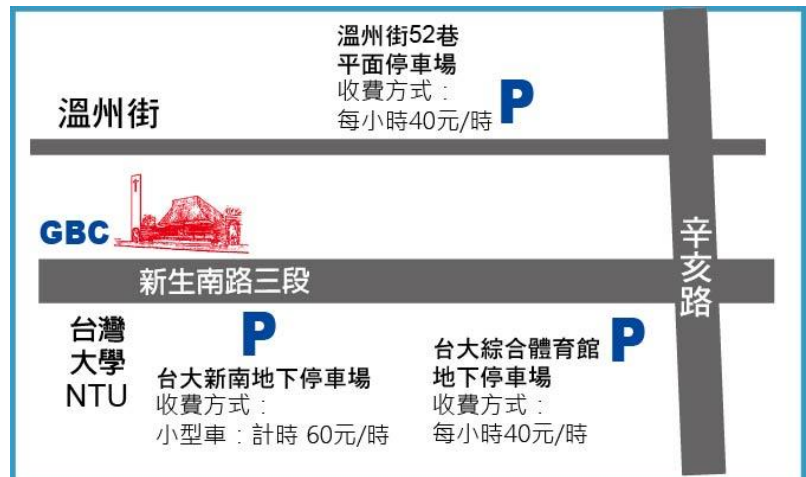 溫州街52巷
平面停車場
收費方式：
每小時40元/時
P
溫州街
GBC
新生南路三段
辛亥路
台灣
大學
NTU
P
台大新南地下停車場
收費方式：
小型車：計時 60元/時
P
台大綜合體育館
地下停車場
收費方式：
每小時40元/時